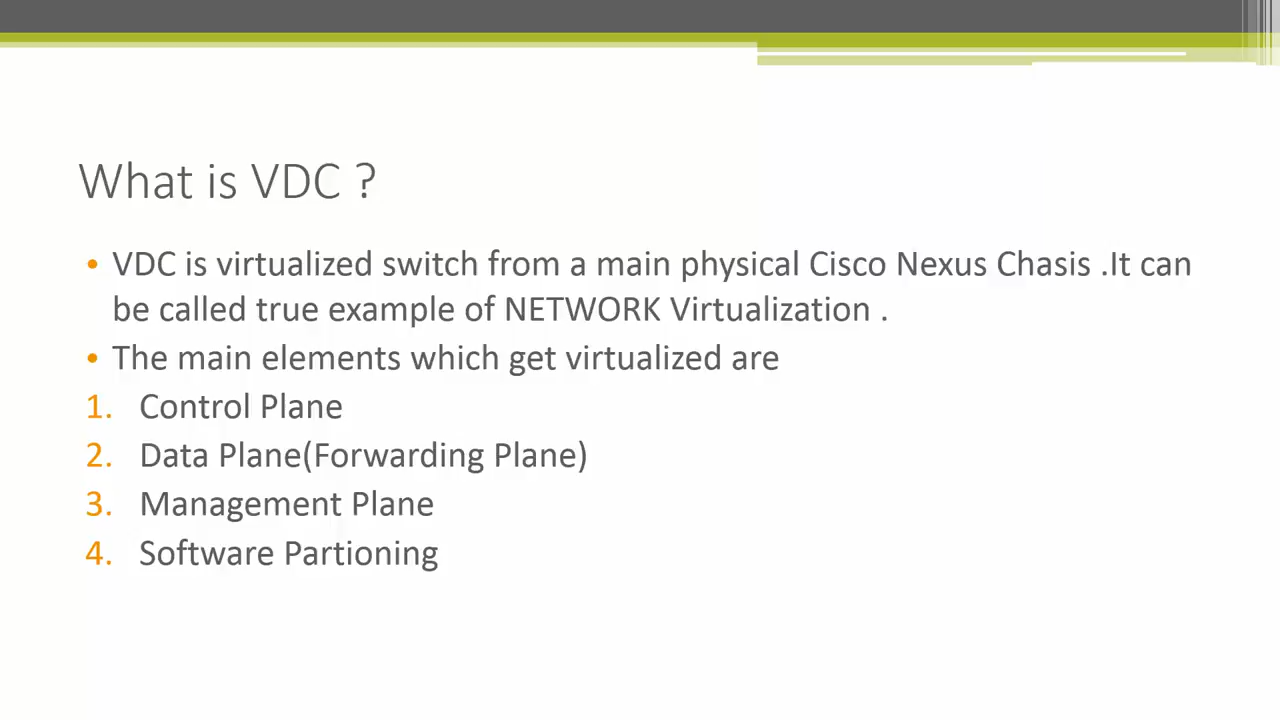 What is VDC ?
• VDC is virtualized switch from a main physical Cisco Nexus Chasis .It can
be called true example of NETWORK Virtualization .
• The main elements which get virtualized are
1. Control Plane
2. Data Plane(Forwarding Plane)
3. Management Plane
4. Software Partioning